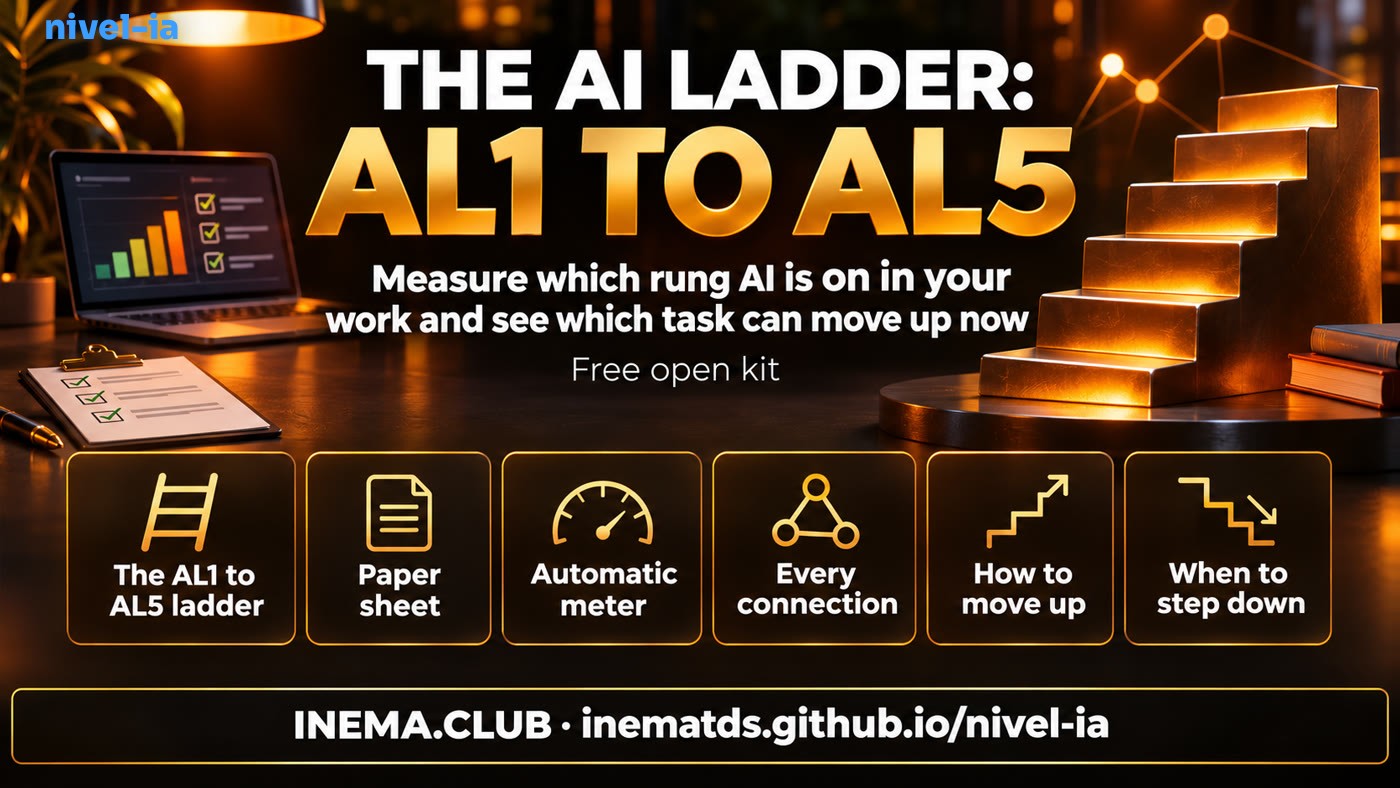 nivel-ia
THE AI LADDER:
AL1 TO AL5
Measure which rung AI is on in your
work and see which task can move up now
Free open kit
The AL1 to
AL5 ladder
Paper
sheet
Automatic
meter
Every
connection
How to
move up
When to
step down
INEMA.CLUB · inematds.github.io/nivel-ia